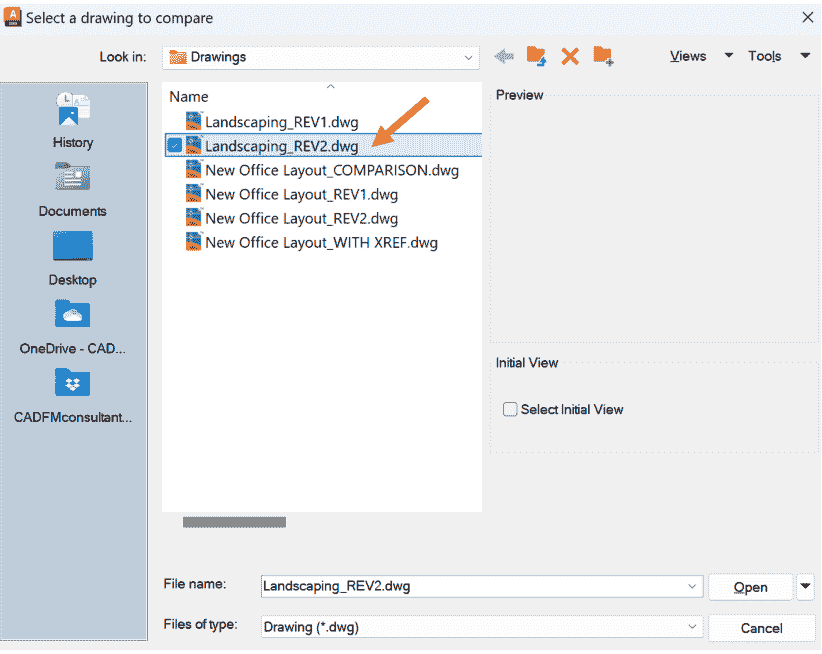 Select a drawing to compare
Look in: Drawings Views Tools
History
Documents
Desktop
OneDrive - CAD...
CADFMconsultant...
Name
Landscaping_REV1.dwg
Landscaping_REV2.dwg
New Office Layout_COMPARISON.dwg
New Office Layout_REV1.dwg
New Office Layout_REV2.dwg
New Office Layout_WITH XREF.dwg
Preview
Initial View
Select Initial View
File name: Landscaping_REV2.dwg Open
Files of type: Drawing (*.dwg) Cancel